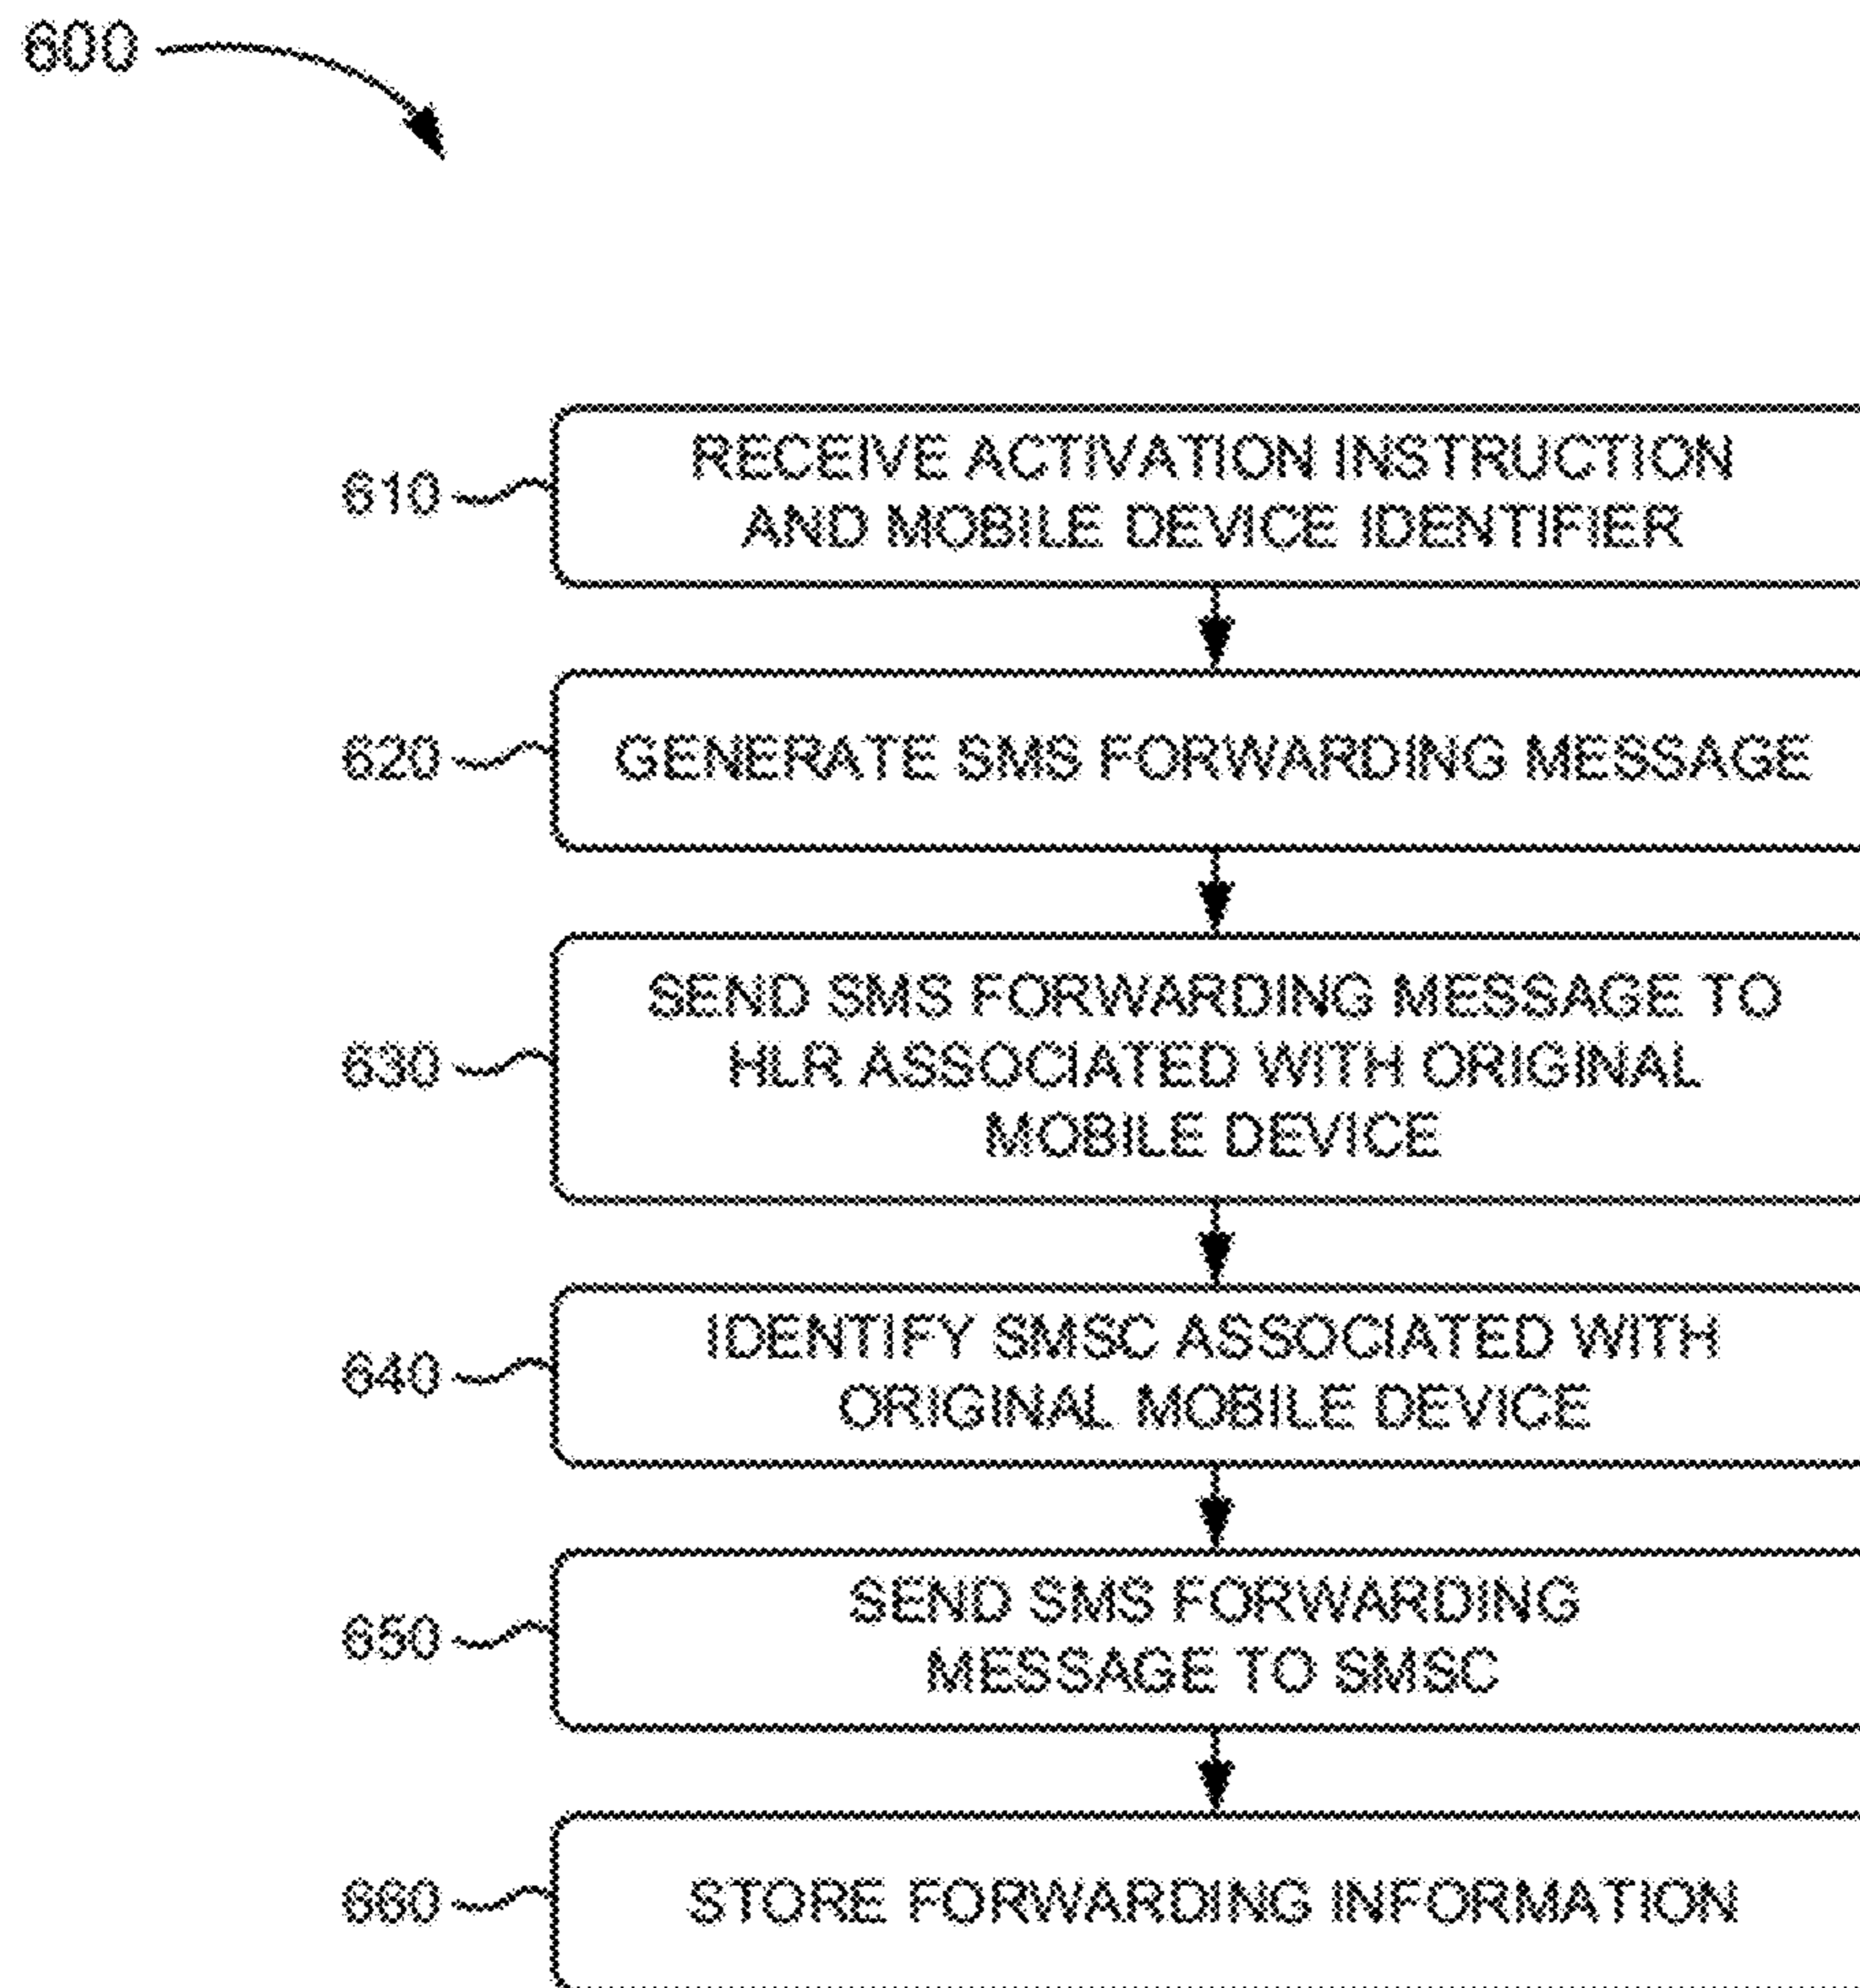 600
610
RECEIVE ACTIVATION INSTRUCTION
AND MOBILE DEVICE IDENTIFIER
620
GENERATE SMS FORWARDING MESSAGE
630
SEND SMS FORWARDING MESSAGE TO
HLR ASSOCIATED WITH ORIGINAL
MOBILE DEVICE
640
IDENTIFY SMSC ASSOCIATED WITH
ORIGINAL MOBILE DEVICE
650
SEND SMS FORWARDING
MESSAGE TO SMSC
660
STORE FORWARDING INFORMATION